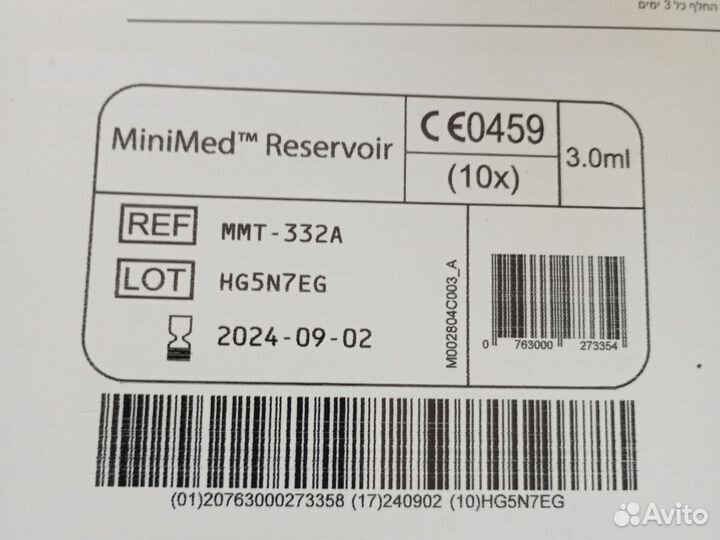 החלף כל 3 ימים
MiniMed™ Reservoir
CE0459
(10x)
3.0ml
REF MMT-332A
LOT HG5N7EG
2024-09-02
M002804C003_A
0 763000 273354
(01)20763000273358 (17)240902 (10)HG5N7EG
Avito